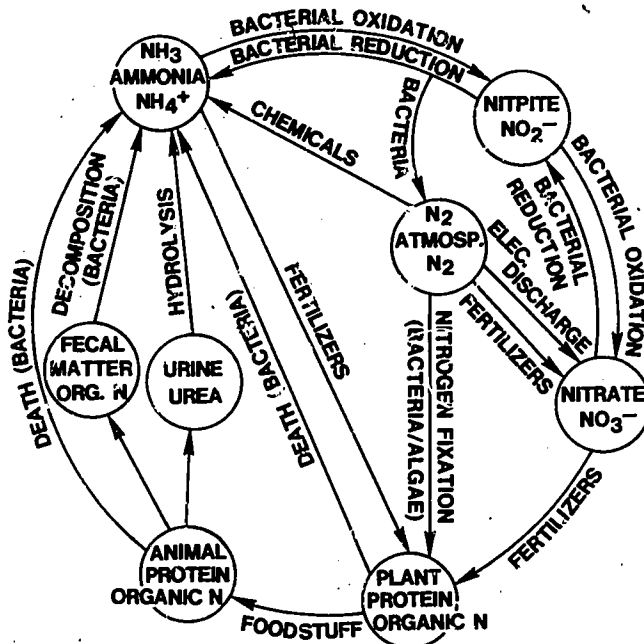 BACTERIAL OXIDATION
BACTERIAL REDUCTION
NH3
AMMONIA
NH4+
NITPITE
NO2−
CHEMICALS
BACTERIA
N2
ATMOSP.
N2
ELEC.
DISCHARGE
BACTERIAL
REDUCTION
BACTERIAL OXIDATION
FERTILIZERS
NITRATE
NO3−
DEATH (BACTERIA)
DECOMPOSITION
(BACTERIA)
HYDROLYSIS
FERTILIZERS
DEATH (BACTERIA)
NITROGEN FIXATION
(BACTERIA/ALGAE)
FECAL
MATTER
ORG. N
URINE
UREA
FERTILIZERS
ANIMAL
PROTEIN
ORGANIC N
FOODSTUFF
PLANT
PROTEIN
ORGANIC N